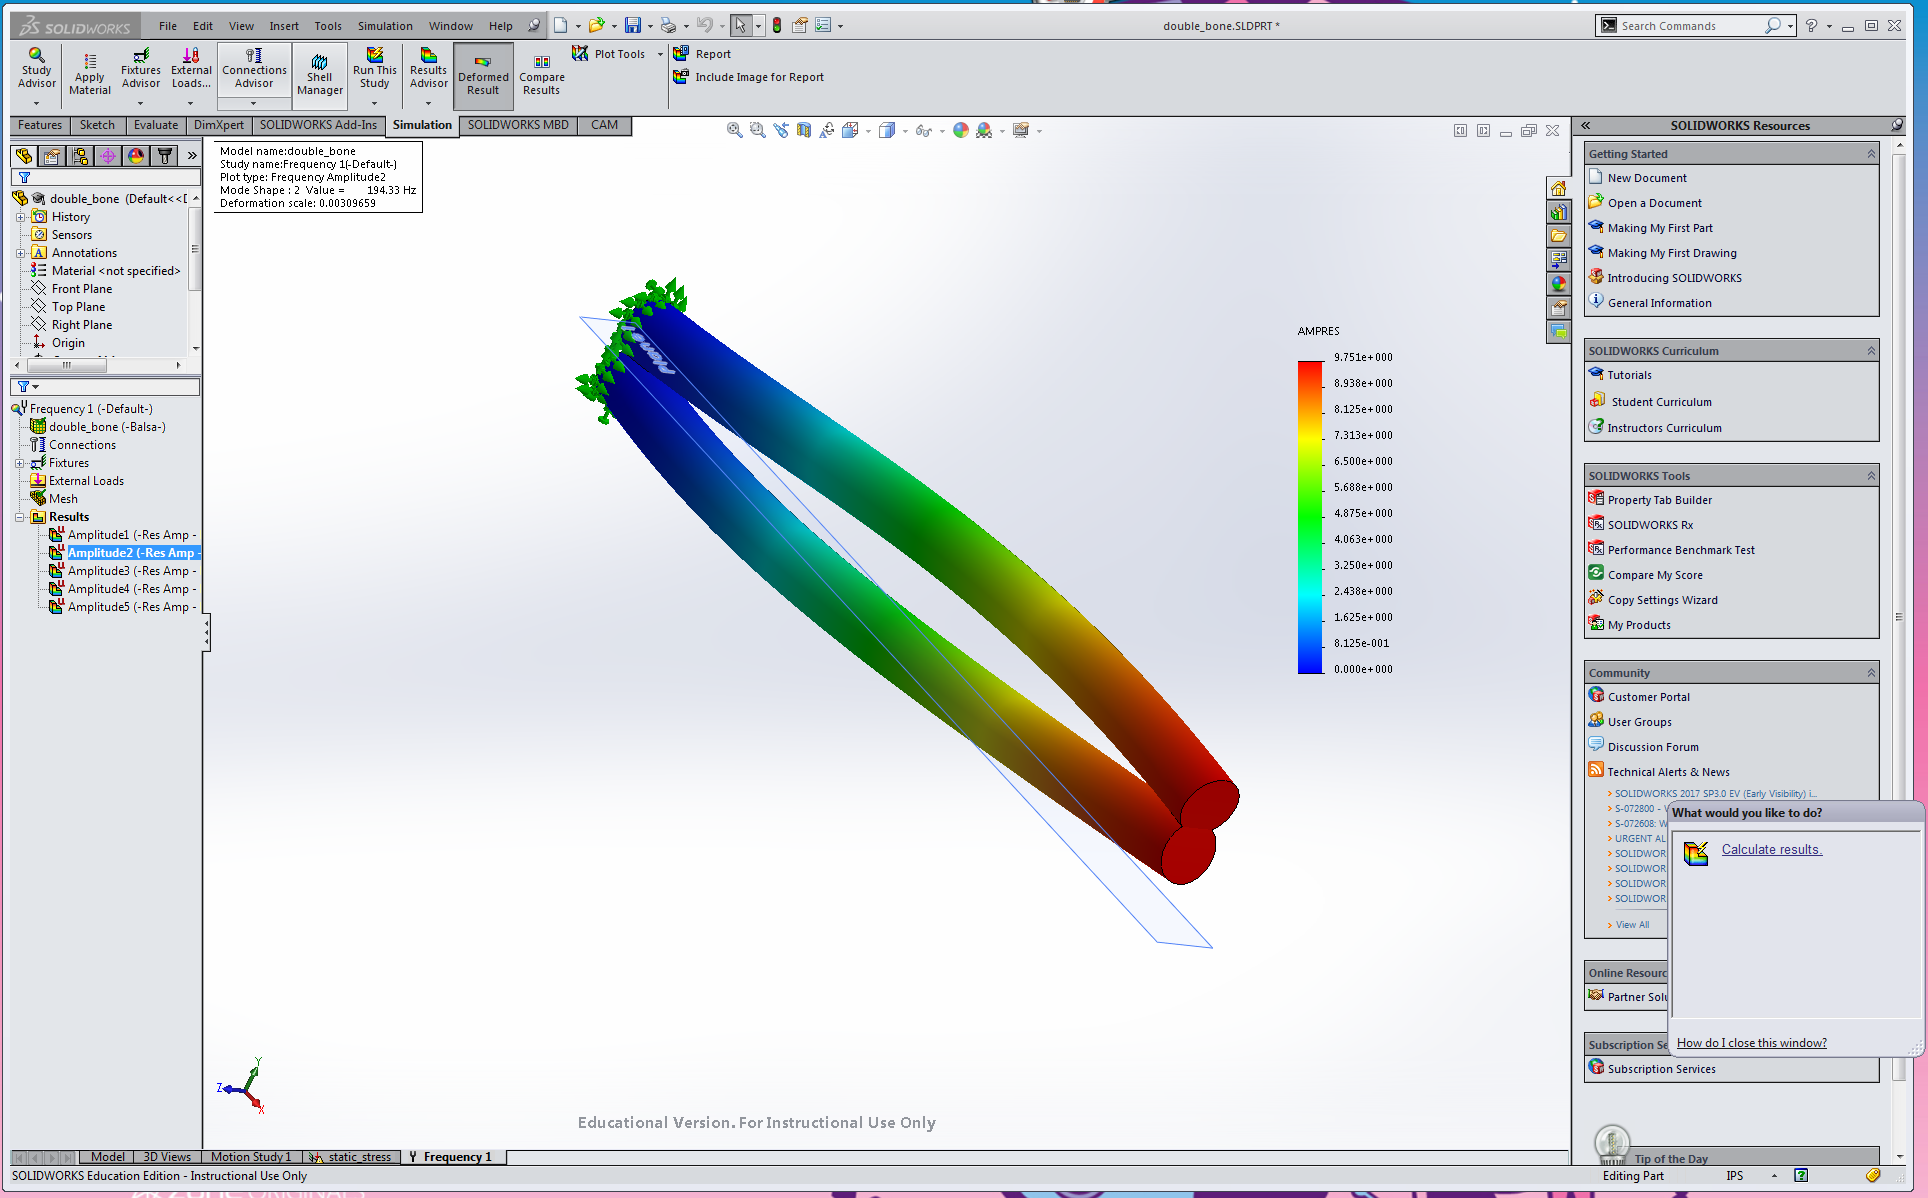 SOLIDWORKS
File Edit View Insert Tools Simulation Window Help
double_bone.SLDPRT *
Search Commands
Study Advisor
Apply Material
Fixtures Advisor
External Loads...
Connections Advisor
Shell Manager
Run This Study
Results Advisor
Deformed Result
Compare Results
Plot Tools
Report
Include Image for Report
Features Sketch Evaluate DimXpert SOLIDWORKS Add-Ins Simulation SOLIDWORKS MBD CAM
double_bone (Default<<D
History
Sensors
Annotations
Material <not specified>
Front Plane
Top Plane
Right Plane
Origin
Frequency 1 (-Default-)
double_bone (-Balsa-)
Connections
Fixtures
External Loads
Mesh
Results
Amplitude1 (-Res Amp -
Amplitude2 (-Res Amp -
Amplitude3 (-Res Amp -
Amplitude4 (-Res Amp -
Amplitude5 (-Res Amp -
Model name:double_bone
Study name:Frequency 1(-Default-)
Plot type: Frequency Amplitude2
Mode Shape : 2 Value = 194.33 Hz
Deformation scale: 0.00309659
AMPRES
9.751e+000
8.938e+000
8.125e+000
7.313e+000
6.500e+000
5.688e+000
4.875e+000
4.063e+000
3.250e+000
2.438e+000
1.625e+000
8.125e-001
0.000e+000
Y
Z
X
Educational Version. For Instructional Use Only
SOLIDWORKS Resources
Getting Started
New Document
Open a Document
Making My First Part
Making My First Drawing
Introducing SOLIDWORKS
General Information
SOLIDWORKS Curriculum
Tutorials
Student Curriculum
Instructors Curriculum
SOLIDWORKS Tools
Property Tab Builder
SOLIDWORKS Rx
Performance Benchmark Test
Compare My Score
Copy Settings Wizard
My Products
Community
Customer Portal
User Groups
Discussion Forum
Technical Alerts & News
SOLIDWORKS 2017 SP3.0 EV (Early Visibility) i...
S-072800 -
S-072608: W
URGENT AL
SOLIDWOR
SOLIDWOR
SOLIDWOR
SOLIDWOR
View All
Online Resourc
Partner Solu
Subscription Se
Subscription Services
Tip of the Day
What would you like to do?
Calculate results.
How do I close this window?
Model 3D Views Motion Study 1 static_stress Frequency 1
SOLIDWORKS Education Edition - Instructional Use Only
Editing Part
IPS